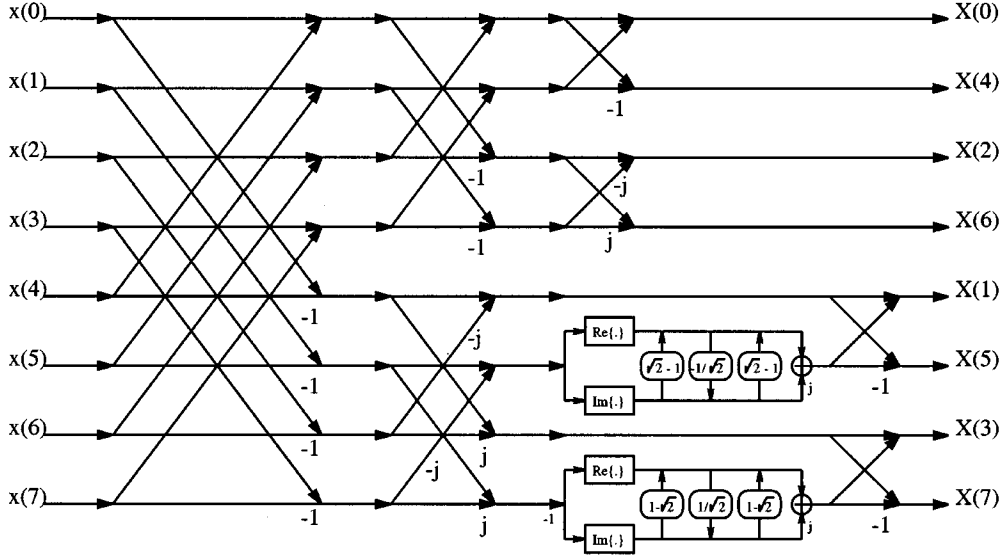 x(0) X(0)
x(1) X(4)
-1
x(2) X(2)
-1 -j
x(3) X(6)
-1 j
x(4) X(1)
-1 -j
Re{.}
x(5) √2 - 1 -1/√2 √2 - 1 X(5)
-1 j -1
Im{.}
x(6) X(3)
-1 -j j
Re{.}
x(7) 1-√2 1/√2 1-√2 X(7)
-1 j -1 j -1
Im{.}